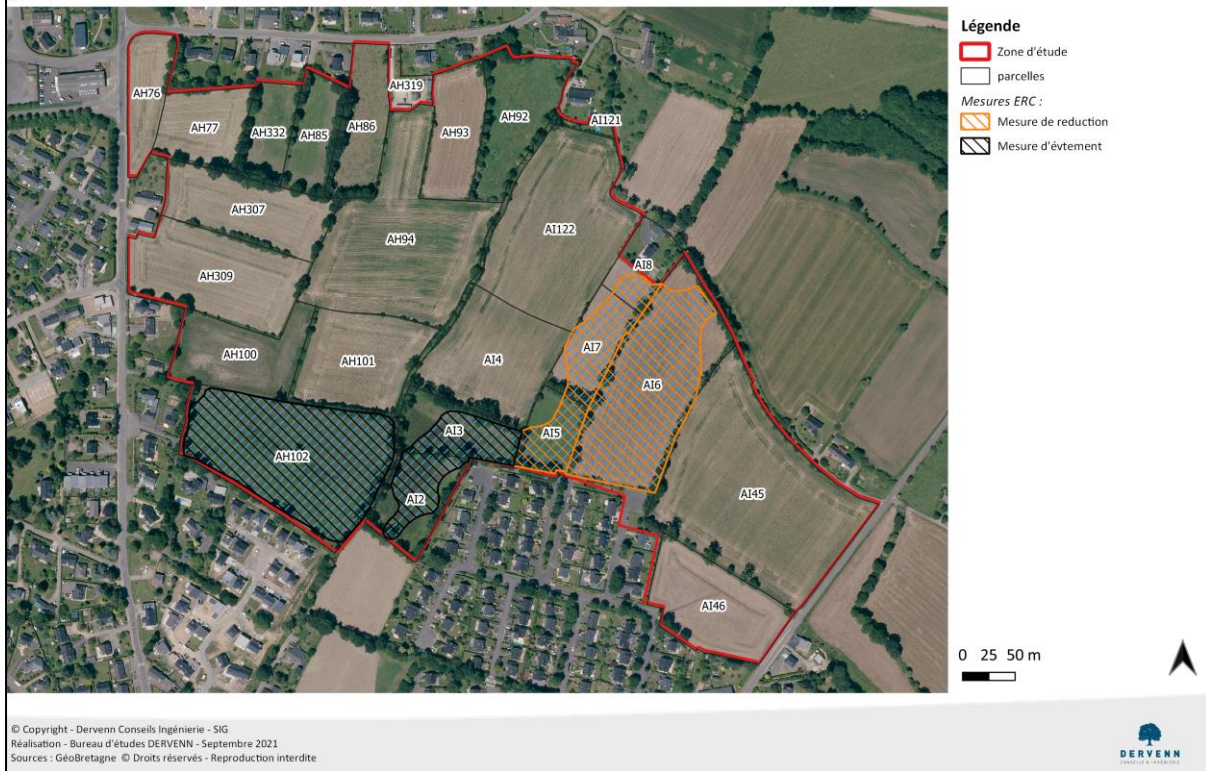 Légende
Zone d'étude
parcelles
Mesures ERC :
Mesure de reduction
Mesure d'évtement
AH76
AH77
AH332
AH85
AH86
AH319
AH93
AH92
AI121
AH307
AH94
AI122
AH309
AI8
AH100
AH101
AI4
AI7
AI6
AH102
AI3
AI5
AI2
AI45
AI46
0 25 50 m
© Copyright - Dervenn Conseils Ingénierie - SIG
Réalisation - Bureau d'études DERVENN - Septembre 2021
Sources : GéoBretagne © Droits réservés - Reproduction interdite
DERVENN
CONSEILS & INGÉNIERIE